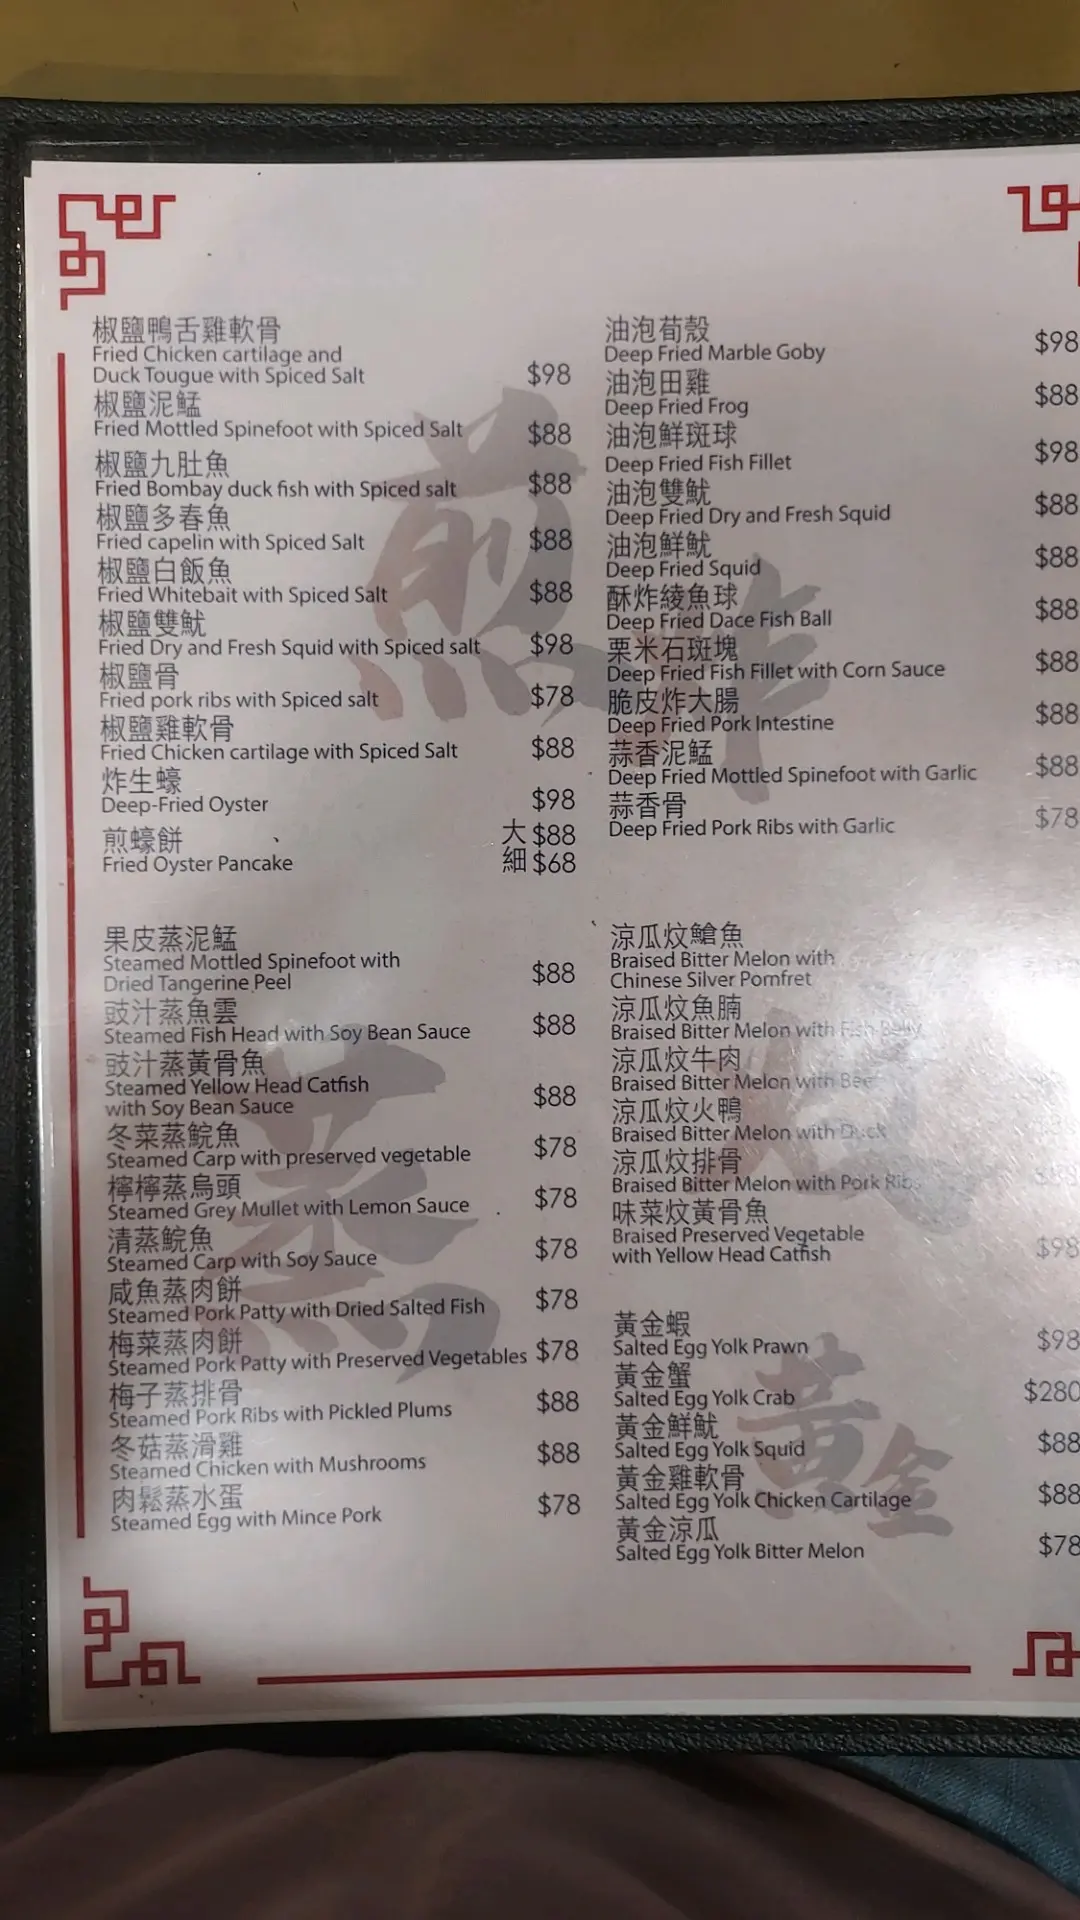 椒鹽鴨舌雞軟骨
Fried Chicken cartilage and
Duck Tougue with Spiced Salt $98
椒鹽泥鯭
Fried Mottled Spinefoot with Spiced Salt $88
椒鹽九肚魚
Fried Bombay duck fish with Spiced salt $88
椒鹽多春魚
Fried capelin with Spiced Salt $88
椒鹽白飯魚
Fried Whitebait with Spiced Salt $88
椒鹽雙魷
Fried Dry and Fresh Squid with Spiced salt $98
椒鹽骨
Fried pork ribs with Spiced salt $78
椒鹽雞軟骨
Fried Chicken cartilage with Spiced Salt $88
炸生蠔
Deep-Fried Oyster $98
煎蠔餅 大 $88
Fried Oyster Pancake 細 $68
油泡荀殼
Deep Fried Marble Goby $98
油泡田雞
Deep Fried Frog $88
油泡鮮斑球
Deep Fried Fish Fillet $98
油泡雙魷
Deep Fried Dry and Fresh Squid $88
油泡鮮魷
Deep Fried Squid $88
酥炸綾魚球
Deep Fried Dace Fish Ball $88
栗米石斑塊
Deep Fried Fish Fillet with Corn Sauce $88
脆皮炸大腸
Deep Fried Pork Intestine $88
蒜香泥鯭
Deep Fried Mottled Spinefoot with Garlic $88
蒜香骨
Deep Fried Pork Ribs with Garlic $78
煎炸
果皮蒸泥鯭
Steamed Mottled Spinefoot with
Dried Tangerine Peel $88
豉汁蒸魚雲
Steamed Fish Head with Soy Bean Sauce $88
豉汁蒸黃骨魚
Steamed Yellow Head Catfish
with Soy Bean Sauce $88
冬菜蒸鯇魚
Steamed Carp with preserved vegetable $78
檸檸蒸烏頭
Steamed Grey Mullet with Lemon Sauce $78
清蒸鯇魚
Steamed Carp with Soy Sauce $78
咸魚蒸肉餅
Steamed Pork Patty with Dried Salted Fish $78
梅菜蒸肉餅
Steamed Pork Patty with Preserved Vegetables $78
梅子蒸排骨
Steamed Pork Ribs with Pickled Plums $88
冬菇蒸滑雞
Steamed Chicken with Mushrooms $88
肉鬆蒸水蛋
Steamed Egg with Mince Pork $78
蒸
涼瓜炆鱠魚
Braised Bitter Melon with
Chinese Silver Pomfret
涼瓜炆魚腩
Braised Bitter Melon with Fish Belly
涼瓜炆牛肉
Braised Bitter Melon with Beef
涼瓜炆火鴨
Braised Bitter Melon with Duck
涼瓜炆排骨
Braised Bitter Melon with Pork Ribs
味菜炆黃骨魚
Braised Preserved Vegetable
with Yellow Head Catfish $98
黃金蝦
Salted Egg Yolk Prawn $98
黃金蟹
Salted Egg Yolk Crab $280
黃金鮮魷
Salted Egg Yolk Squid $88
黃金雞軟骨
Salted Egg Yolk Chicken Cartilage $88
黃金涼瓜
Salted Egg Yolk Bitter Melon $78
黃金